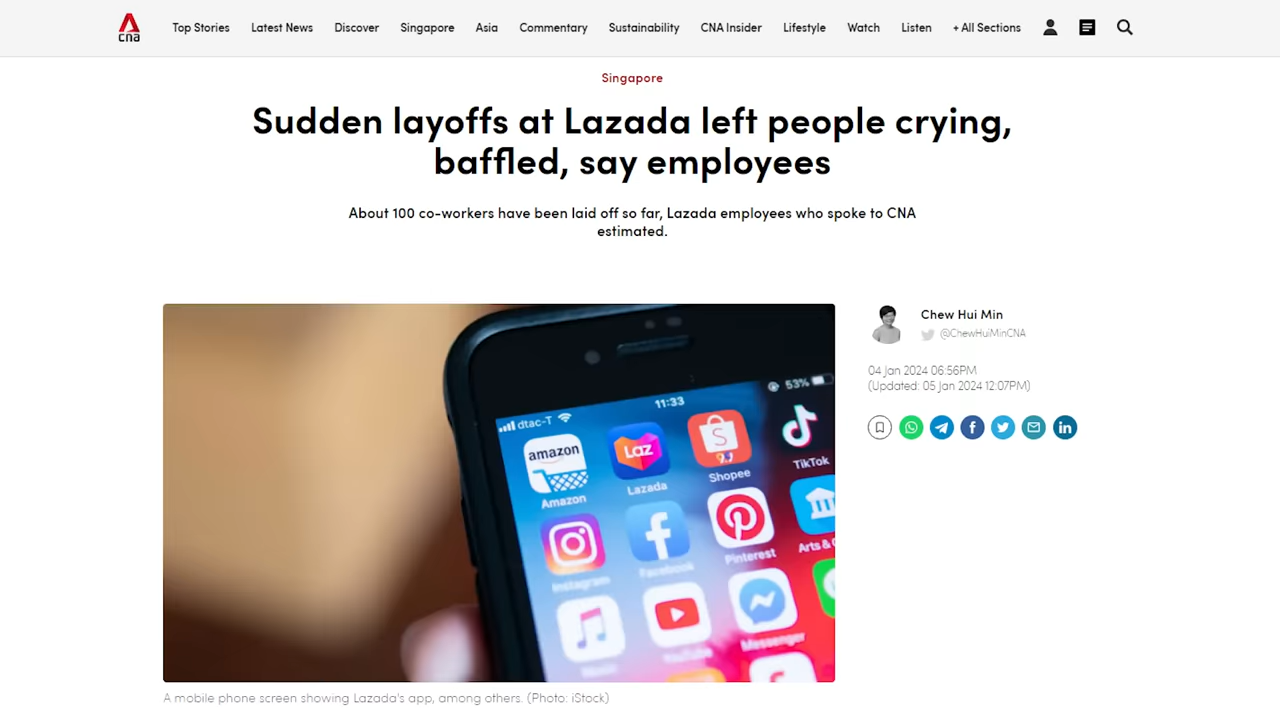 cna
Top Stories
Latest News
Discover
Singapore
Asia
Commentary
Sustainability
CNA Insider
Lifestyle
Watch
Listen
+ All Sections
Singapore
Sudden layoffs at Lazada left people crying,
baffled, say employees
About 100 co-workers have been laid off so far, Lazada employees who spoke to CNA
estimated.
Chew Hui Min
@ChewHuiMinCNA
04 Jan 2024 06:56PM
(Updated: 05 Jan 2024 12:07PM)
dtac-T
11:33
53%
amazon
Laz
Amazon
Lazada
Shopee
TikTok
Instagram
Facebook
Pinterest
Arts &
Music
YouTube
Messenger
A mobile phone screen showing Lazada's app, among others. (Photo: iStock)